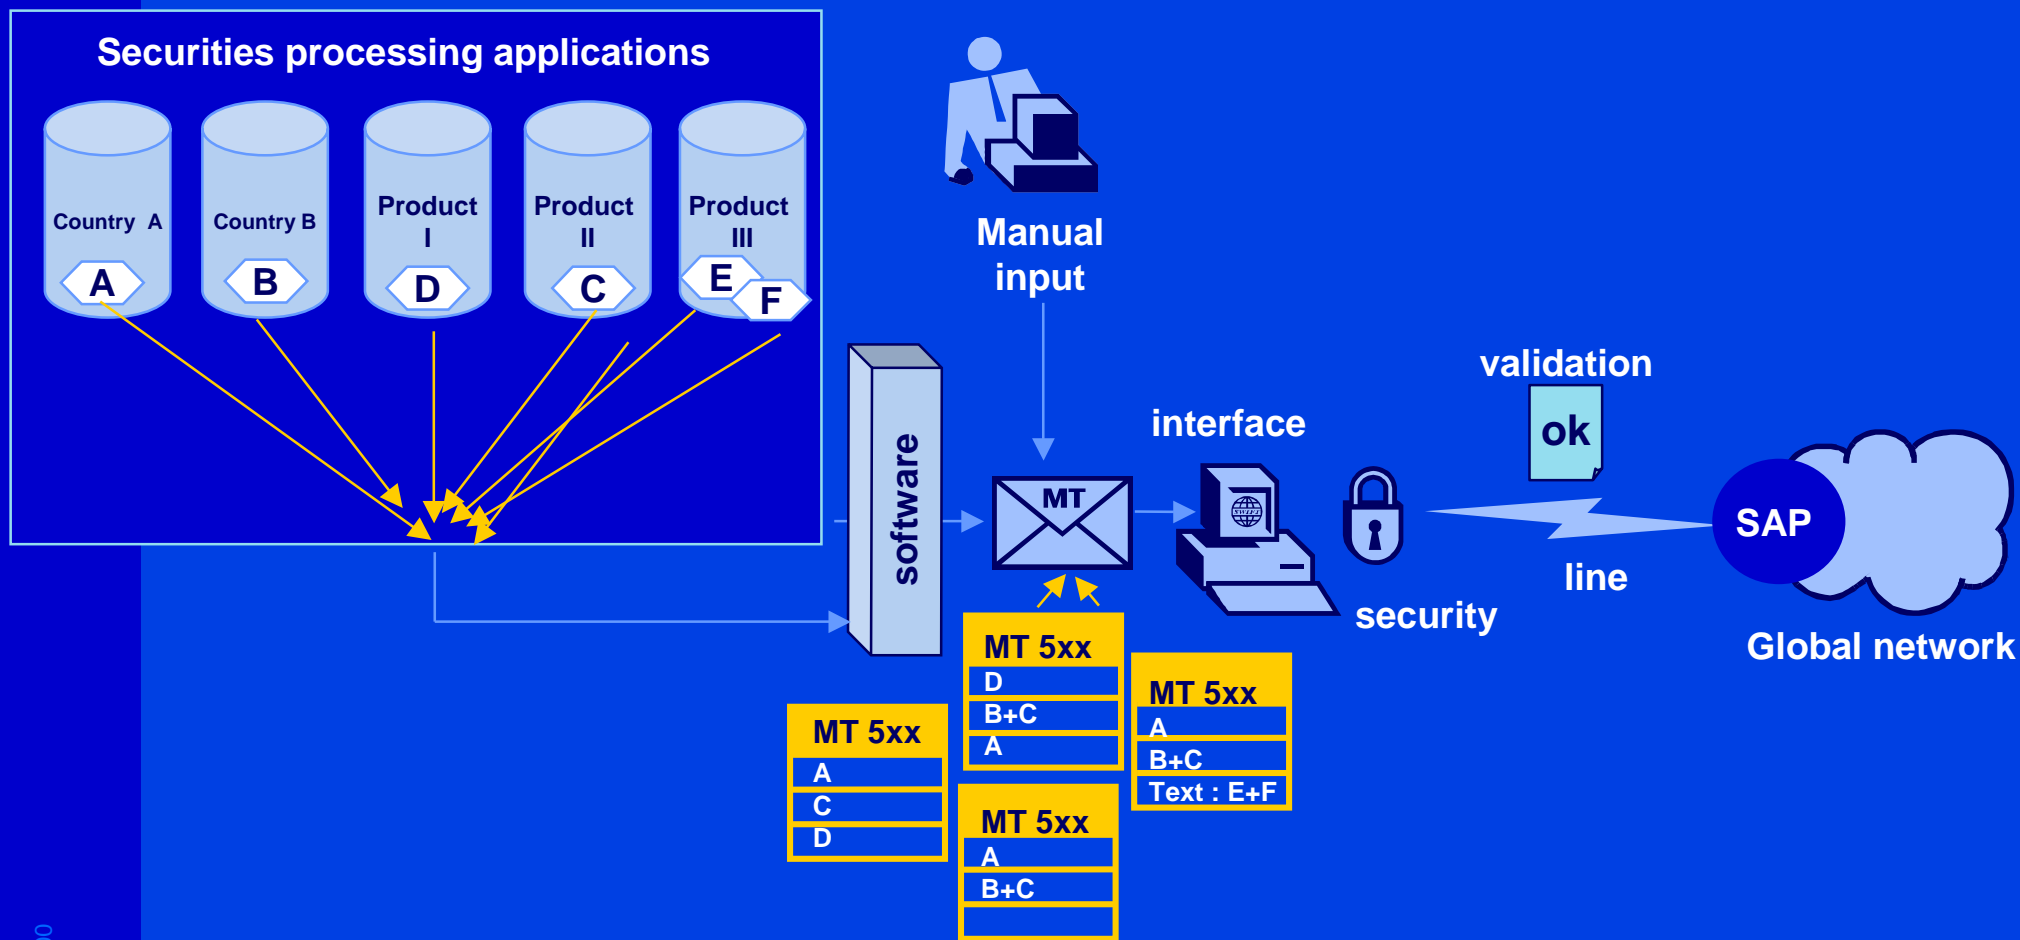 Securities processing applications
Country A
Country B
Product
I
Product
II
Product
III
A
B
D
C
E
F
Manual
input
software
MT
interface
SWIFT
security
validation
ok
line
SAP
Global network
MT 5xx
A
C
D
MT 5xx
D
B+C
A
MT 5xx
A
B+C
MT 5xx
A
B+C
Text : E+F